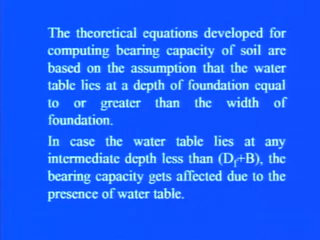 The theoretical equations developed for
computing bearing capacity of soil are
based on the assumption that the water
table lies at a depth of foundation equal
to or greater than the width of
foundation.
In case the water table lies at any
intermediate depth less than (Df+B), the
bearing capacity gets affected due to the
presence of water table.